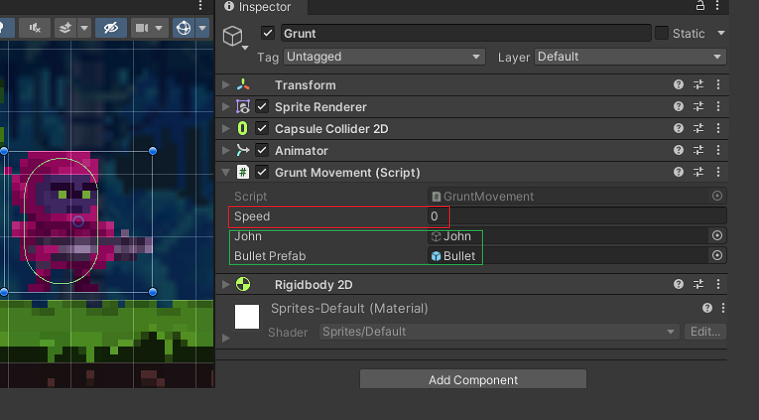 Inspector
Grunt
Static
Tag Untagged Layer Default
Transform
Sprite Renderer
Capsule Collider 2D
Animator
# Grunt Movement (Script)
Script # GruntMovement
Speed 0
John John
Bullet Prefab Bullet
Rigidbody 2D
Sprites-Default (Material)
Shader Sprites/Default Edit...
Add Component